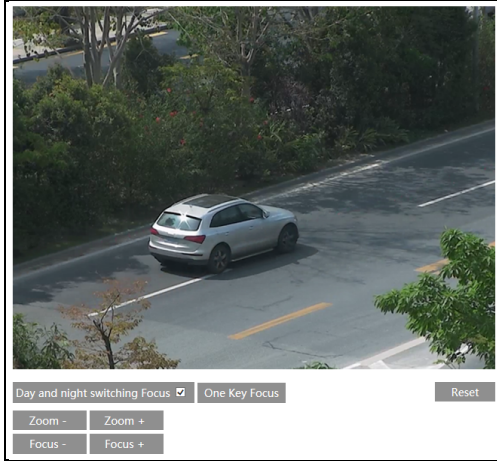 Day and night switching Focus One Key Focus Reset
Zoom - Zoom +
Focus - Focus +